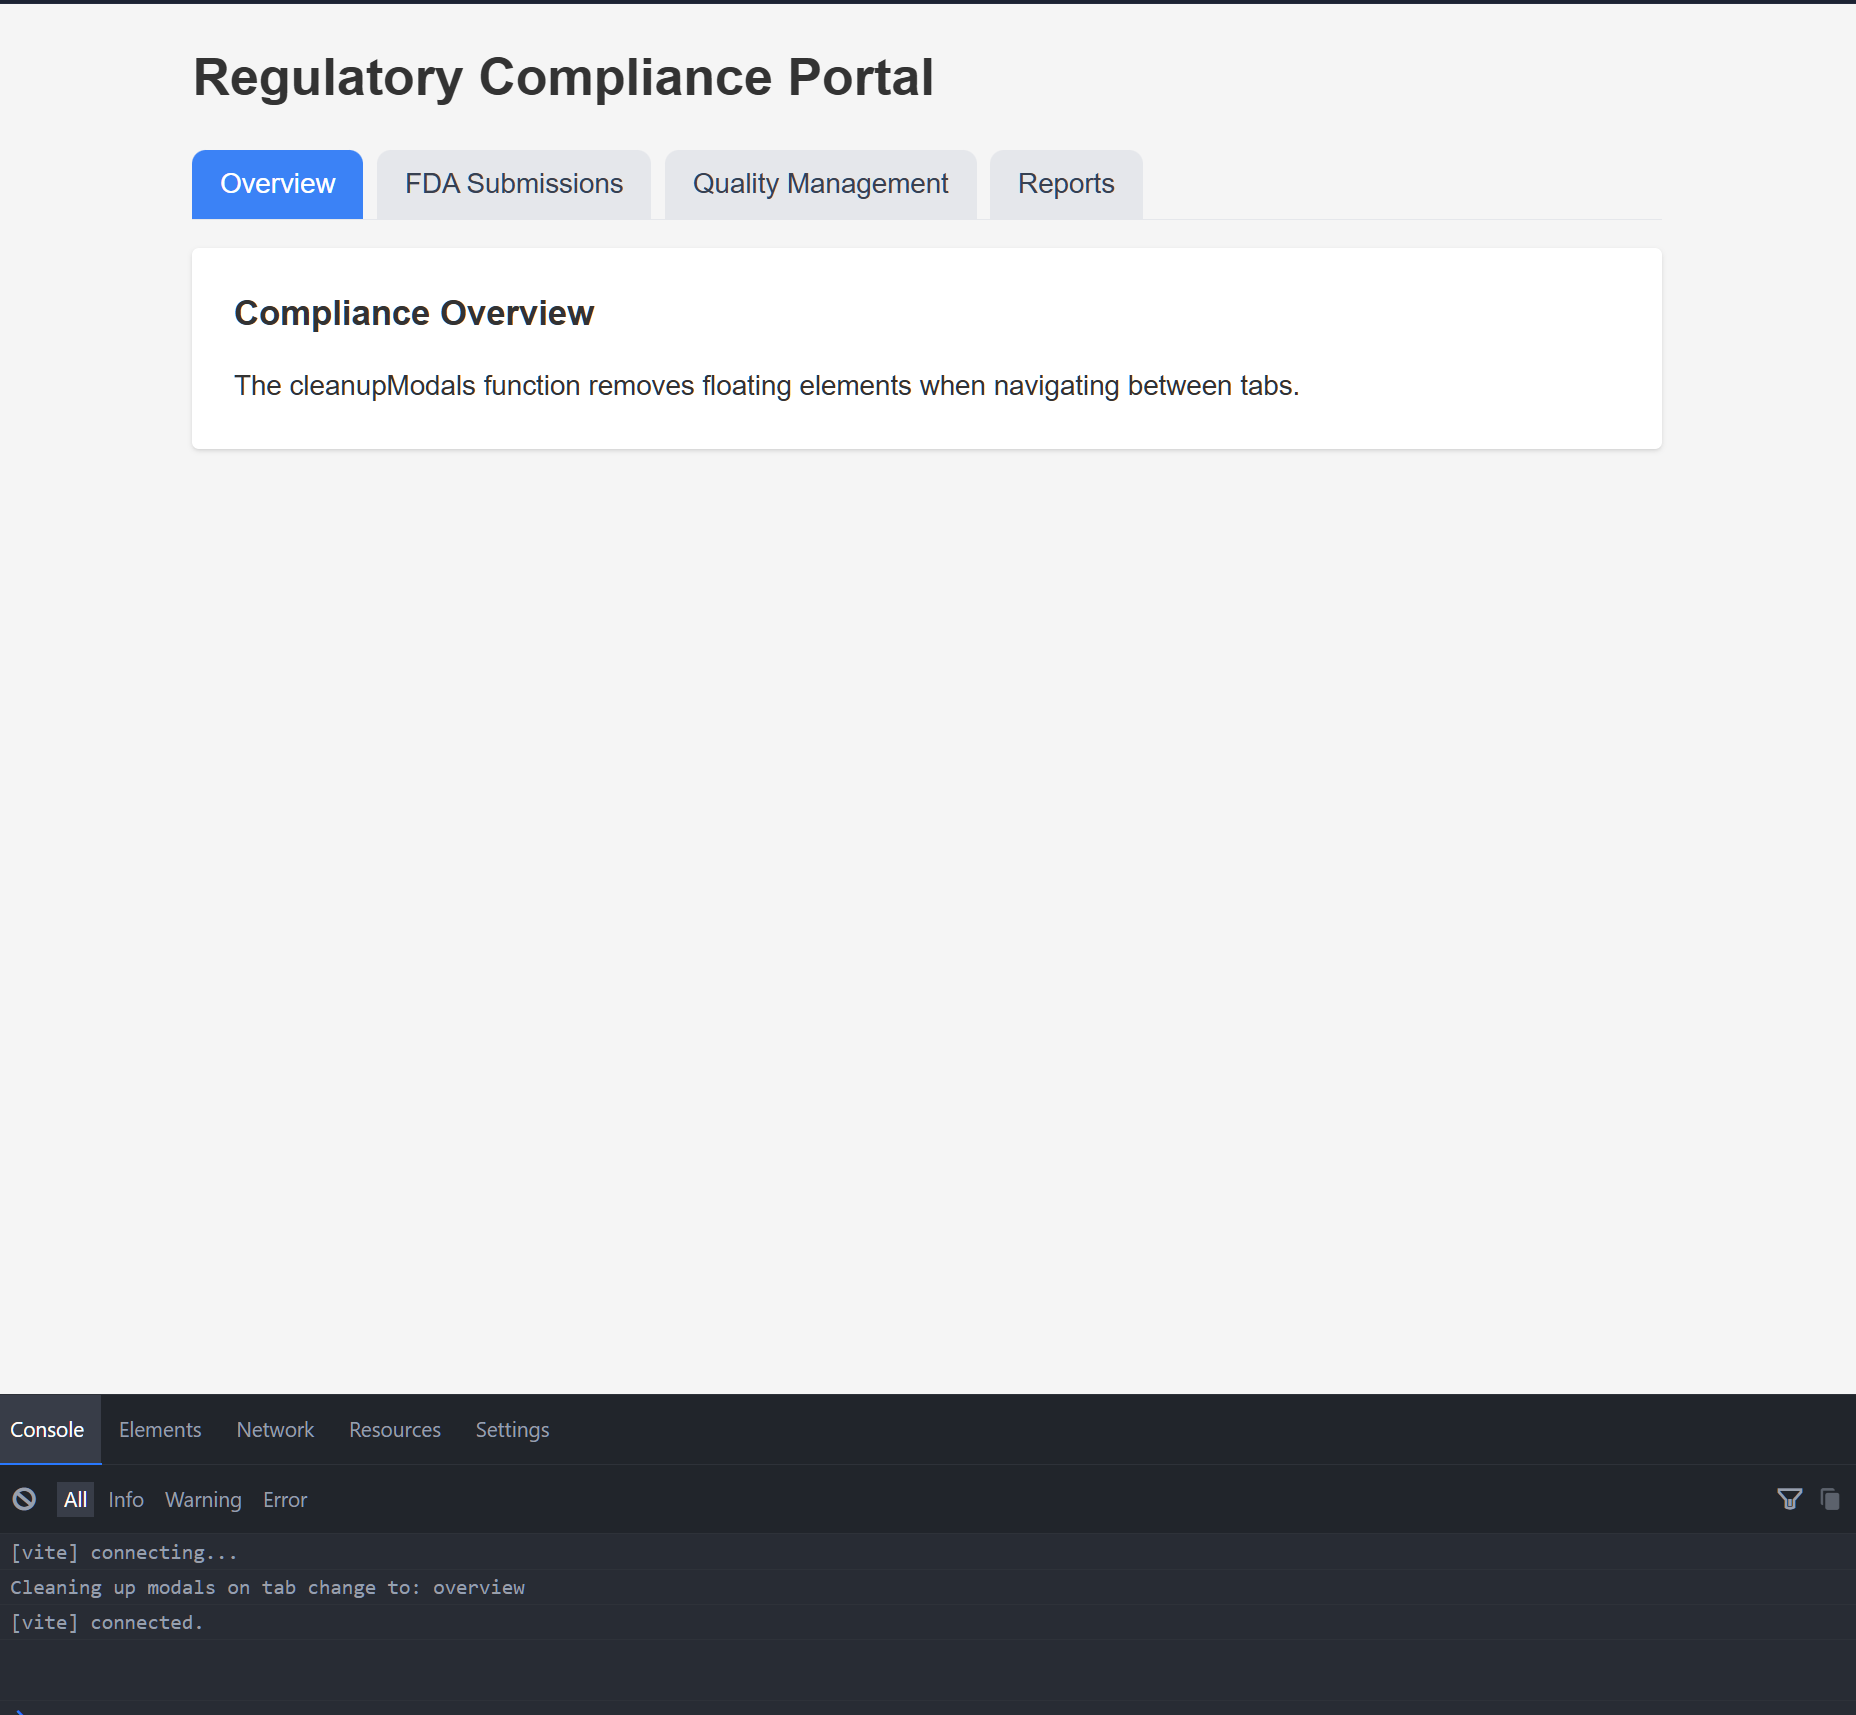 Regulatory Compliance Portal
Overview FDA Submissions Quality Management Reports
Compliance Overview
The cleanupModals function removes floating elements when navigating between tabs.
Console Elements Network Resources Settings
All Info Warning Error
[vite] connecting...
Cleaning up modals on tab change to: overview
[vite] connected.